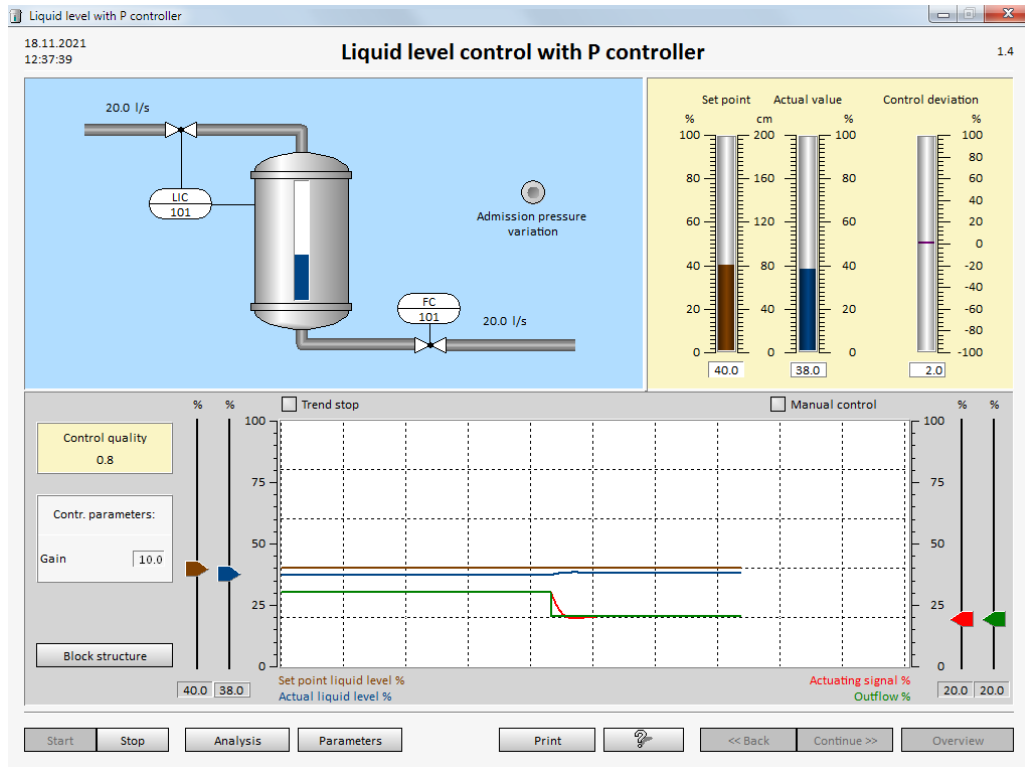 Liquid level with P controller
18.11.2021
12:37:39
Liquid level control with P controller
1.4
20.0 l/s
LIC
101
Admission pressure
variation
FC
101
20.0 l/s
Set point
Actual value
Control deviation
% cm % %
100 200 100 100
80
80 160 80 60
40
60 120 60 20
0
40 80 40 -20
-40
20 40 20 -60
-80
0 0 0 -100
40.0 38.0 2.0
% % Trend stop Manual control % %
Control quality
0.8
Contr. parameters:
Gain 10.0
Block structure
100 100
75 75
50 50
25 25
0 0
40.0 38.0
Set point liquid level %
Actual liquid level %
Actuating signal %
Outflow %
20.0 20.0
Start Stop Analysis Parameters Print ? << Back Continue >> Overview